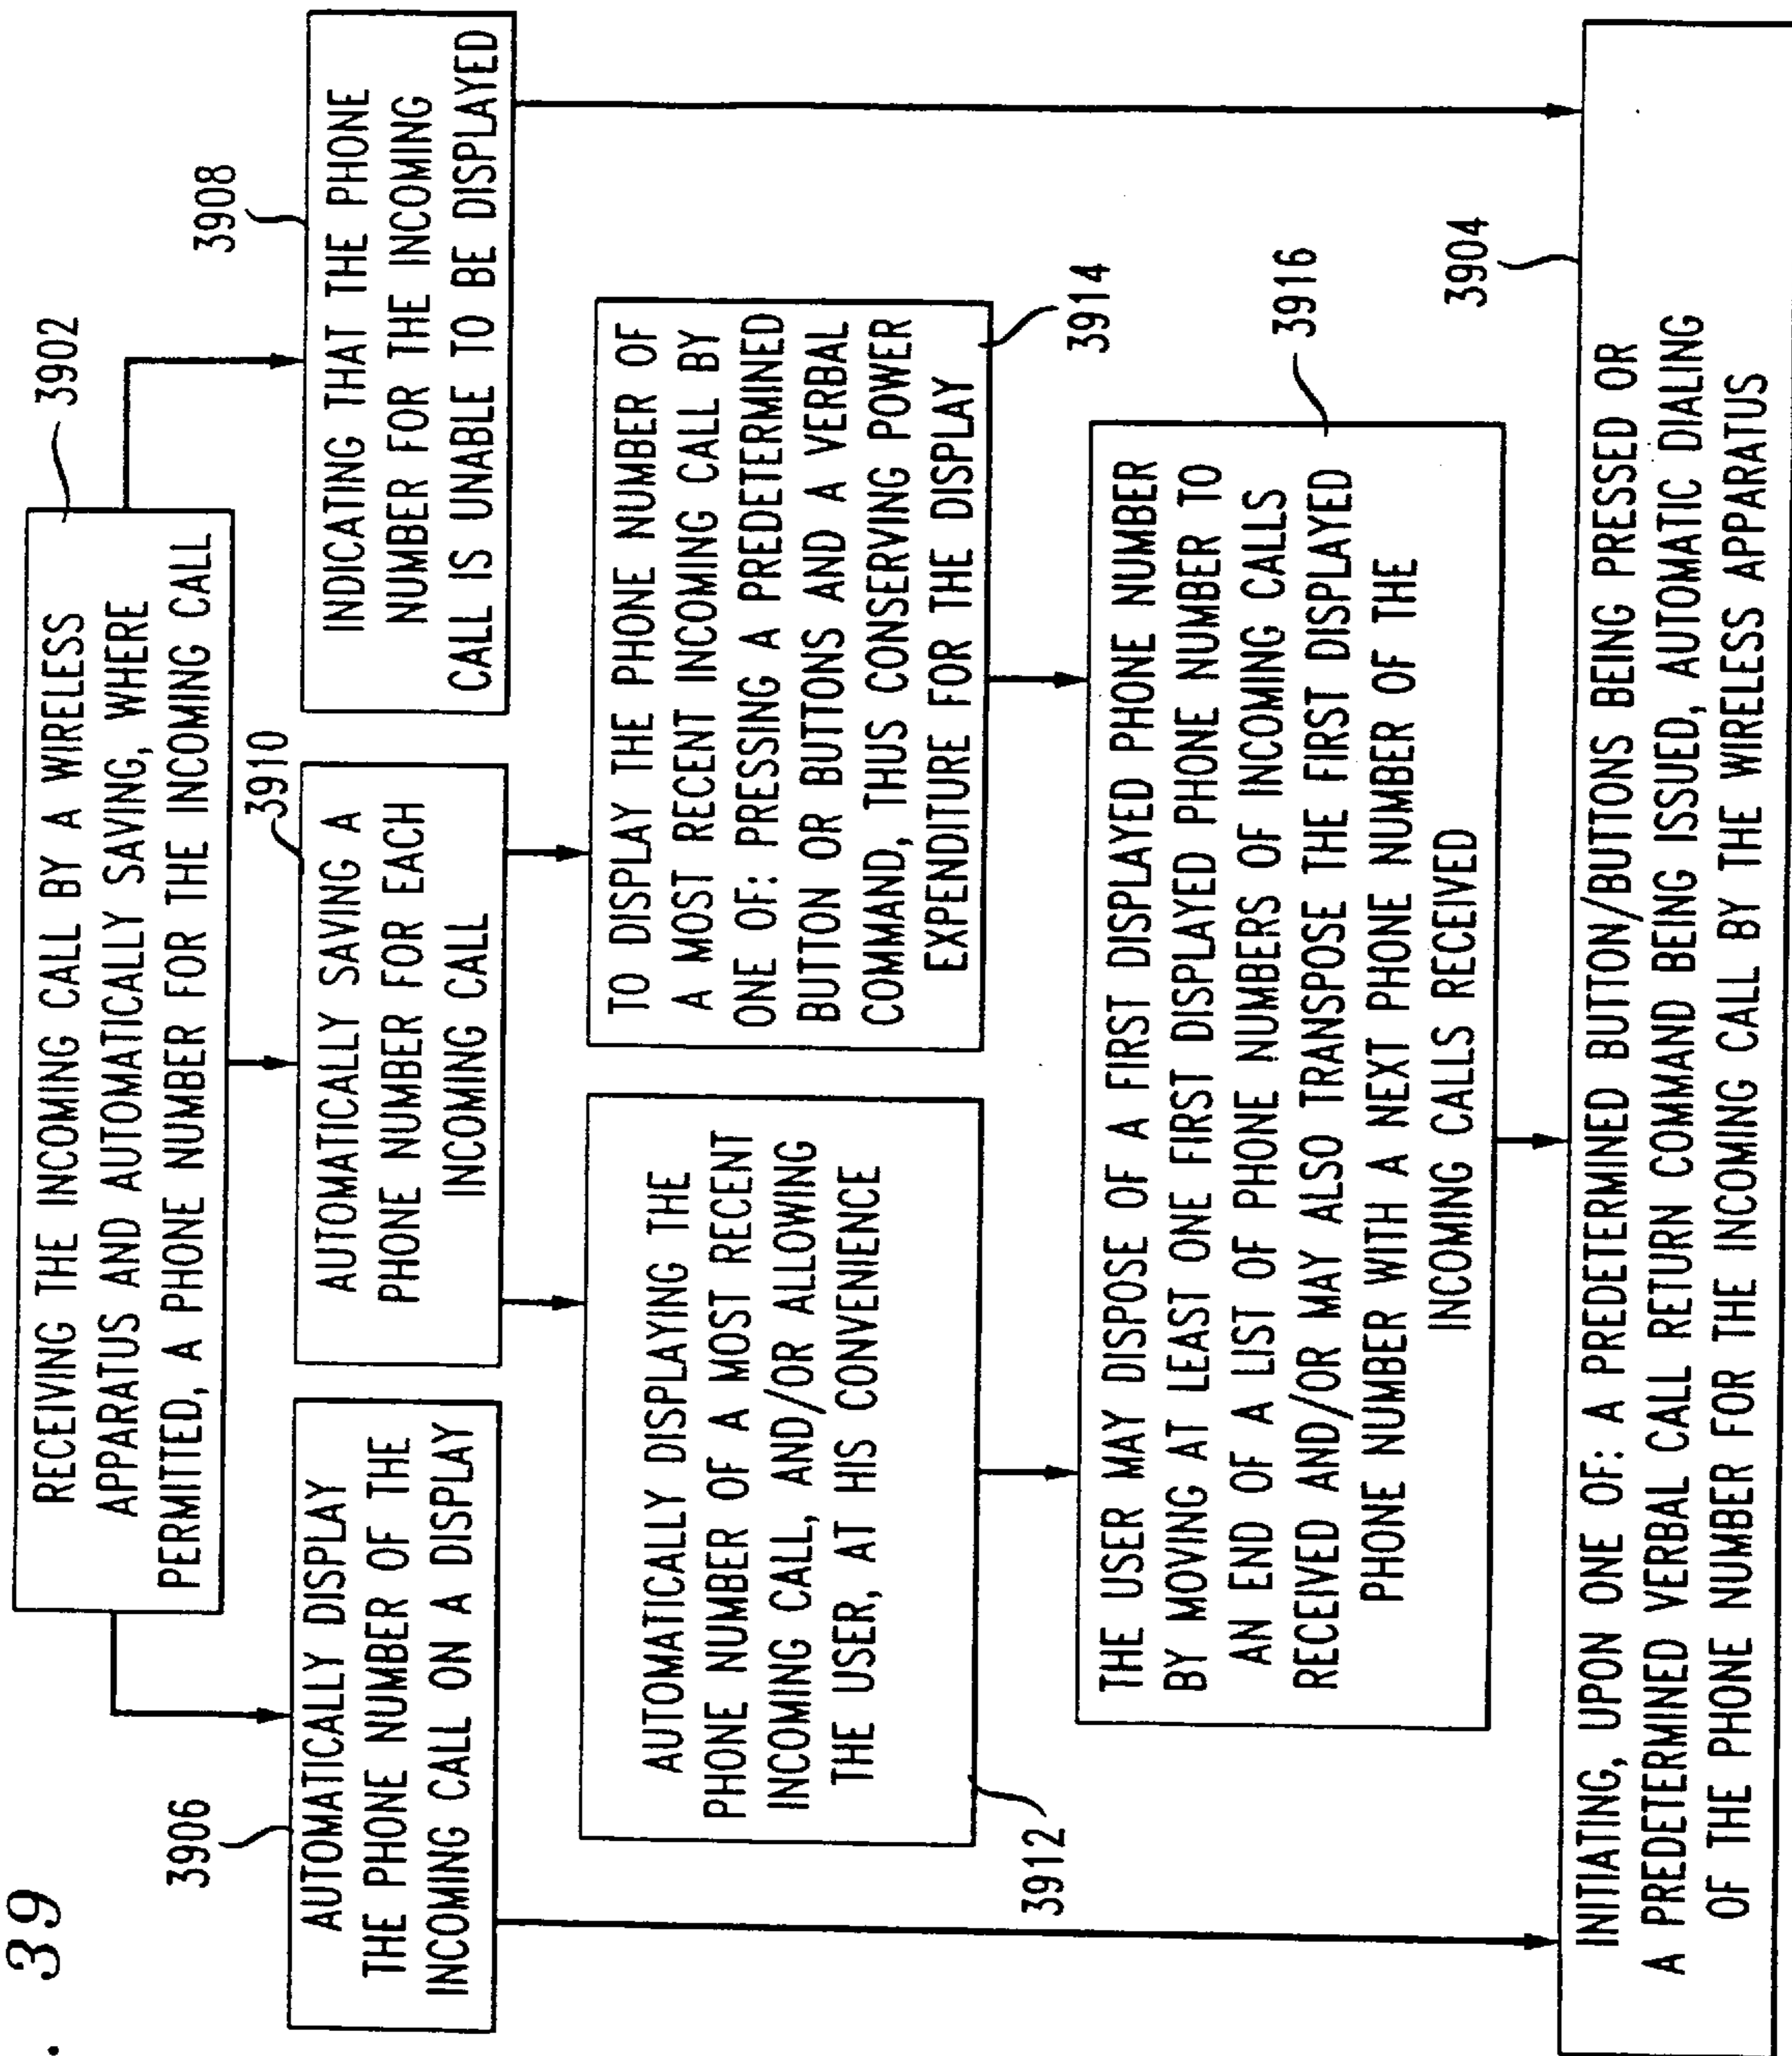 . 39
3902
RECEIVING THE INCOMING CALL BY A WIRELESS
APPARATUS AND AUTOMATICALLY SAVING, WHERE
PERMITTED, A PHONE NUMBER FOR THE INCOMING CALL
3906
AUTOMATICALLY DISPLAY
THE PHONE NUMBER OF THE
INCOMING CALL ON A DISPLAY
3910
AUTOMATICALLY SAVING A
PHONE NUMBER FOR EACH
INCOMING CALL
3908
INDICATING THAT THE PHONE
NUMBER FOR THE INCOMING
CALL IS UNABLE TO BE DISPLAYED
AUTOMATICALLY DISPLAYING THE
PHONE NUMBER OF A MOST RECENT
INCOMING CALL, AND/OR ALLOWING
THE USER, AT HIS CONVENIENCE
3912
TO DISPLAY THE PHONE NUMBER OF
A MOST RECENT INCOMING CALL BY
ONE OF: PRESSING A PREDETERMINED
BUTTON OR BUTTONS AND A VERBAL
COMMAND, THUS CONSERVING POWER
EXPENDITURE FOR THE DISPLAY
3914
THE USER MAY DISPOSE OF A FIRST DISPLAYED PHONE NUMBER
BY MOVING AT LEAST ONE FIRST DISPLAYED PHONE NUMBER TO
AN END OF A LIST OF PHONE NUMBERS OF INCOMING CALLS
RECEIVED AND/OR MAY ALSO TRANSPOSE THE FIRST DISPLAYED
PHONE NUMBER WITH A NEXT PHONE NUMBER OF THE
INCOMING CALLS RECEIVED
3916
3904
INITIATING, UPON ONE OF: A PREDETERMINED BUTTON/BUTTONS BEING PRESSED OR
A PREDETERMINED VERBAL CALL RETURN COMMAND BEING ISSUED, AUTOMATIC DIALING
OF THE PHONE NUMBER FOR THE INCOMING CALL BY THE WIRELESS APPARATUS